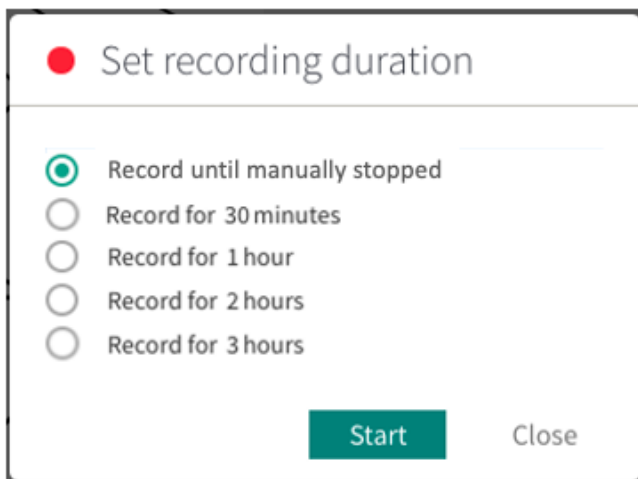 Set recording duration
Record until manually stopped
Record for 30 minutes
Record for 1 hour
Record for 2 hours
Record for 3 hours
Start Close